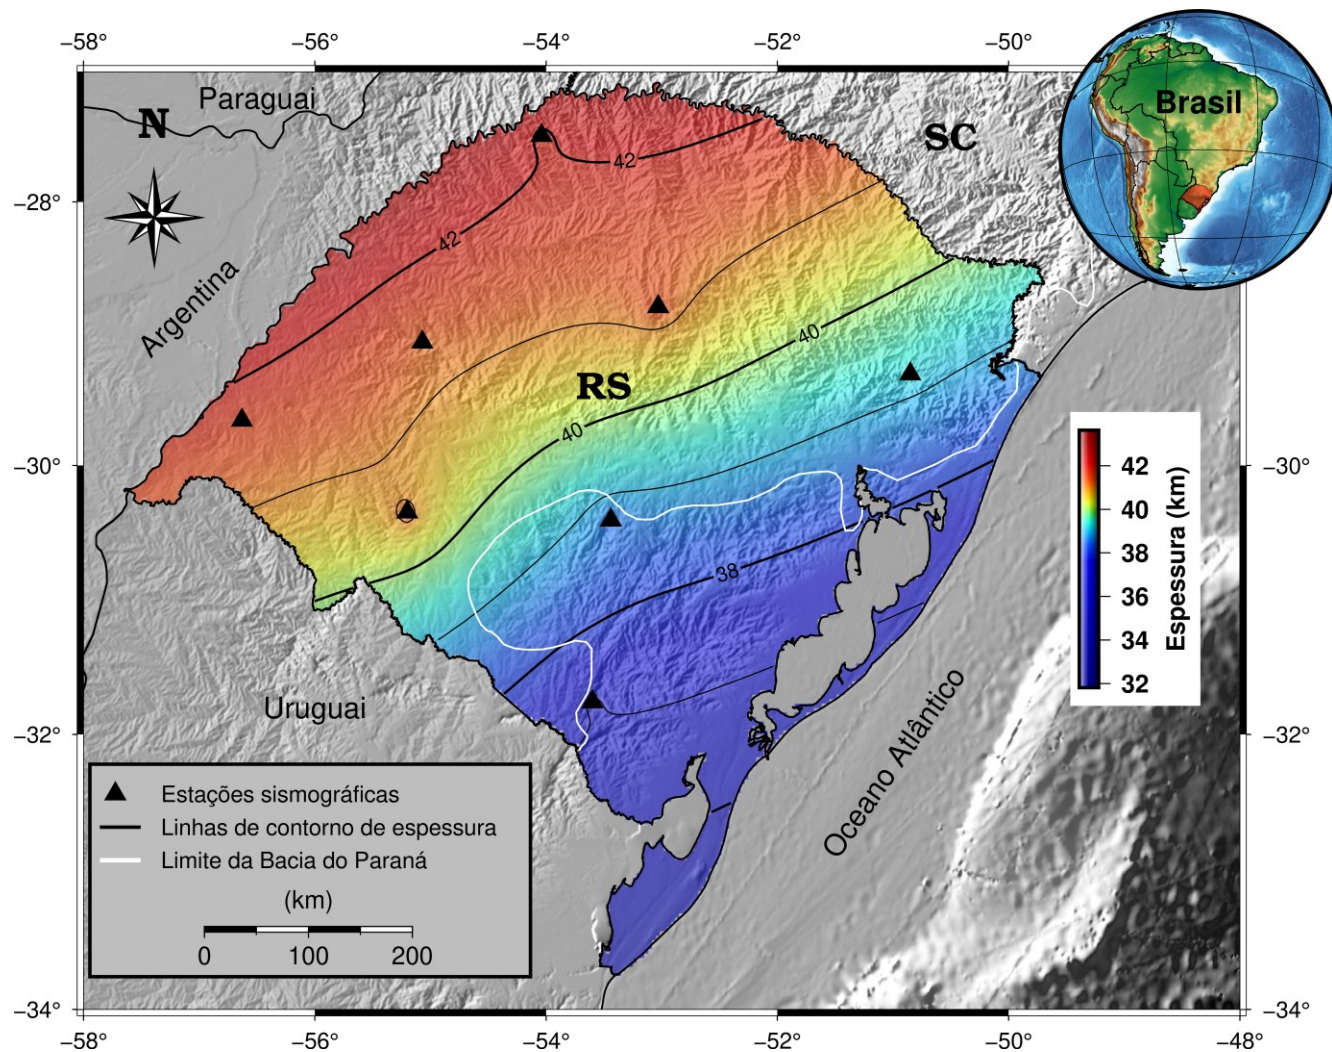 −58°
−56°
−54°
−52°
−50°
Paraguai
N
SC
Brasil
42
−28°
42
Argentina
40
RS
40
−30°
−30°
38
42
40
38
36
34
32
Espessura (km)
Uruguai
Oceano Atlântico
−32°
−32°
Estações sismográficas
Linhas de contorno de espessura
Limite da Bacia do Paraná
(km)
0
100
200
−34°
−34°
−58°
−56°
−54°
−52°
−50°
−48°